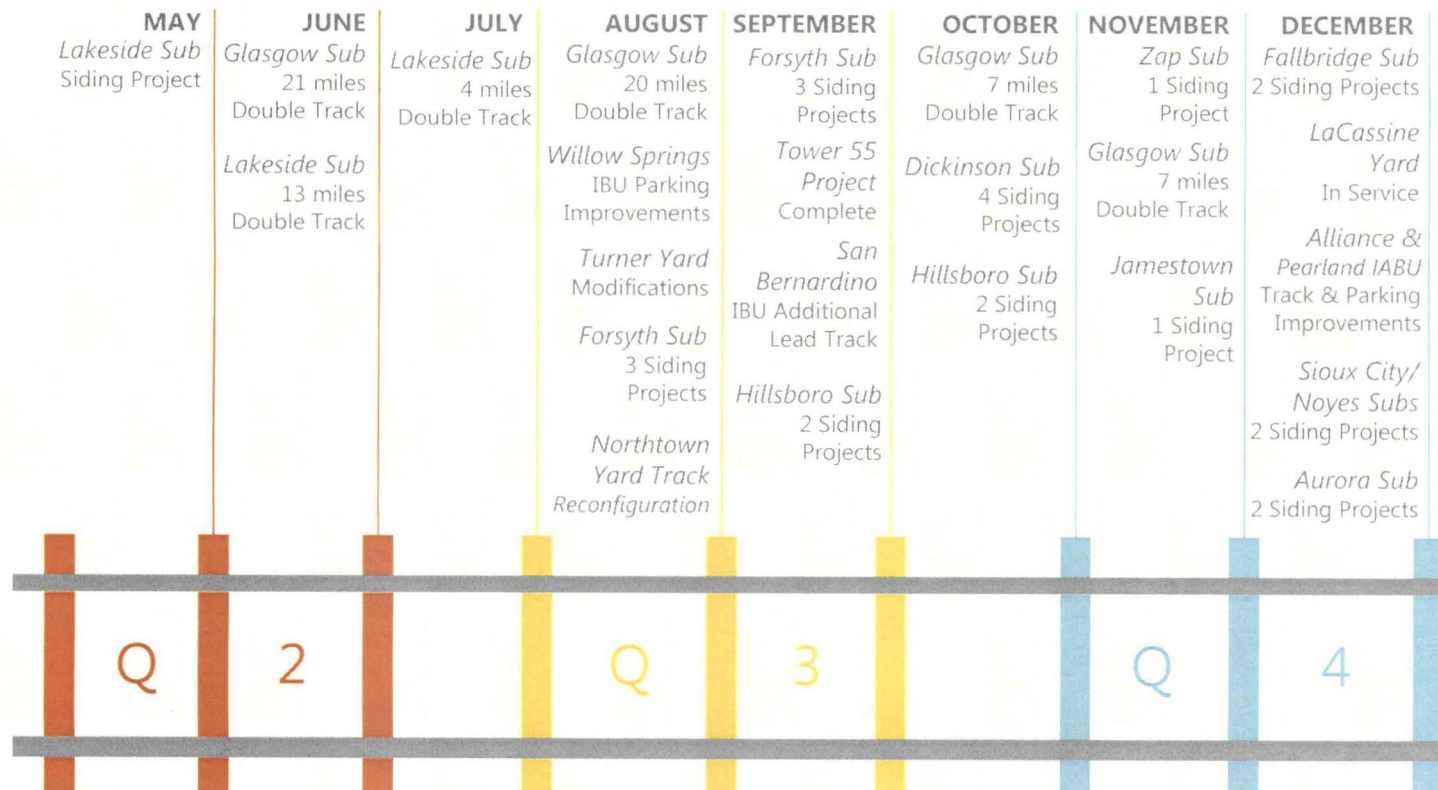 MAY
Lakeside Sub
Siding Project
JUNE
Glasgow Sub
21 miles
Double Track
Lakeside Sub
13 miles
Double Track
JULY
Lakeside Sub
4 miles
Double Track
AUGUST
Glasgow Sub
20 miles
Double Track
Willow Springs
IBU Parking
Improvements
Turner Yard
Modifications
Forsyth Sub
3 Siding
Projects
Northtown
Yard Track
Reconfiguration
SEPTEMBER
Forsyth Sub
3 Siding
Projects
Tower 55
Project
Complete
San
Bernardino
IBU Additional
Lead Track
Hillsboro Sub
2 Siding
Projects
OCTOBER
Glasgow Sub
7 miles
Double Track
Dickinson Sub
4 Siding
Projects
Hillsboro Sub
2 Siding
Projects
NOVEMBER
Zap Sub
1 Siding
Project
Glasgow Sub
7 miles
Double Track
Jamestown
Sub
1 Siding
Project
DECEMBER
Fallbridge Sub
2 Siding Projects
LaCassine
Yard
In Service
Alliance &
Pearland IABU
Track & Parking
Improvements
Sioux City/
Noyes Subs
2 Siding Projects
Aurora Sub
2 Siding Projects
Q 2 Q 3 Q 4